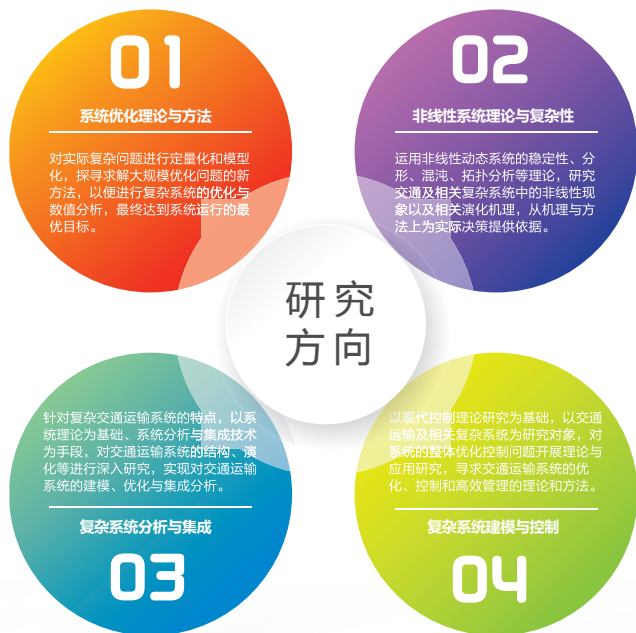 01
系统优化理论与方法
对实际复杂问题进行定量化和模型
化，探寻求解大规模优化问题的新
方法，以便进行复杂系统的优化与
数值分析，最终达到系统运行的最
优目标。
02
非线性系统理论与复杂性
运用非线性动态系统的稳定性、分
形、混沌、拓扑分析等理论，研究
交通及相关复杂系统中的非线性现
象以及相关演化机理，从机理与方
法上为实际决策提供依据。
研究
方向
针对复杂交通运输系统的特点，以系
统理论为基础、系统分析与集成技术
为手段，对交通运输系统的结构、演
化等进行深入研究，实现对交通运输
系统的建模、优化与集成分析。
复杂系统分析与集成
03
以现代控制理论研究为基础，以交通
运输及相关复杂系统为研究对象，对
系统的整体优化控制问题开展理论与
应用研究，寻求交通运输系统的优
化、控制和高效管理的理论和方法。
复杂系统建模与控制
04